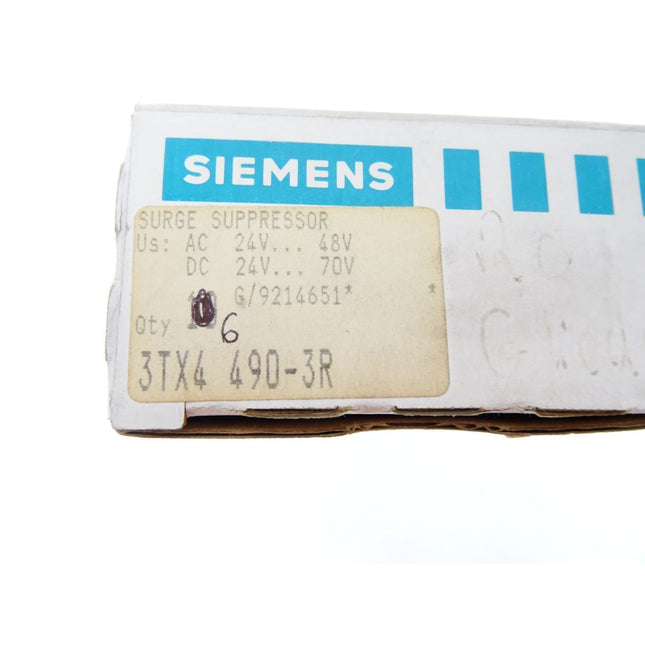 SIEMENS
SURGE SUPPRESSOR
Us: AC 24V... 48V
DC 24V... 70V
G/9214651* *
Qty 6
3TX4 490-3R